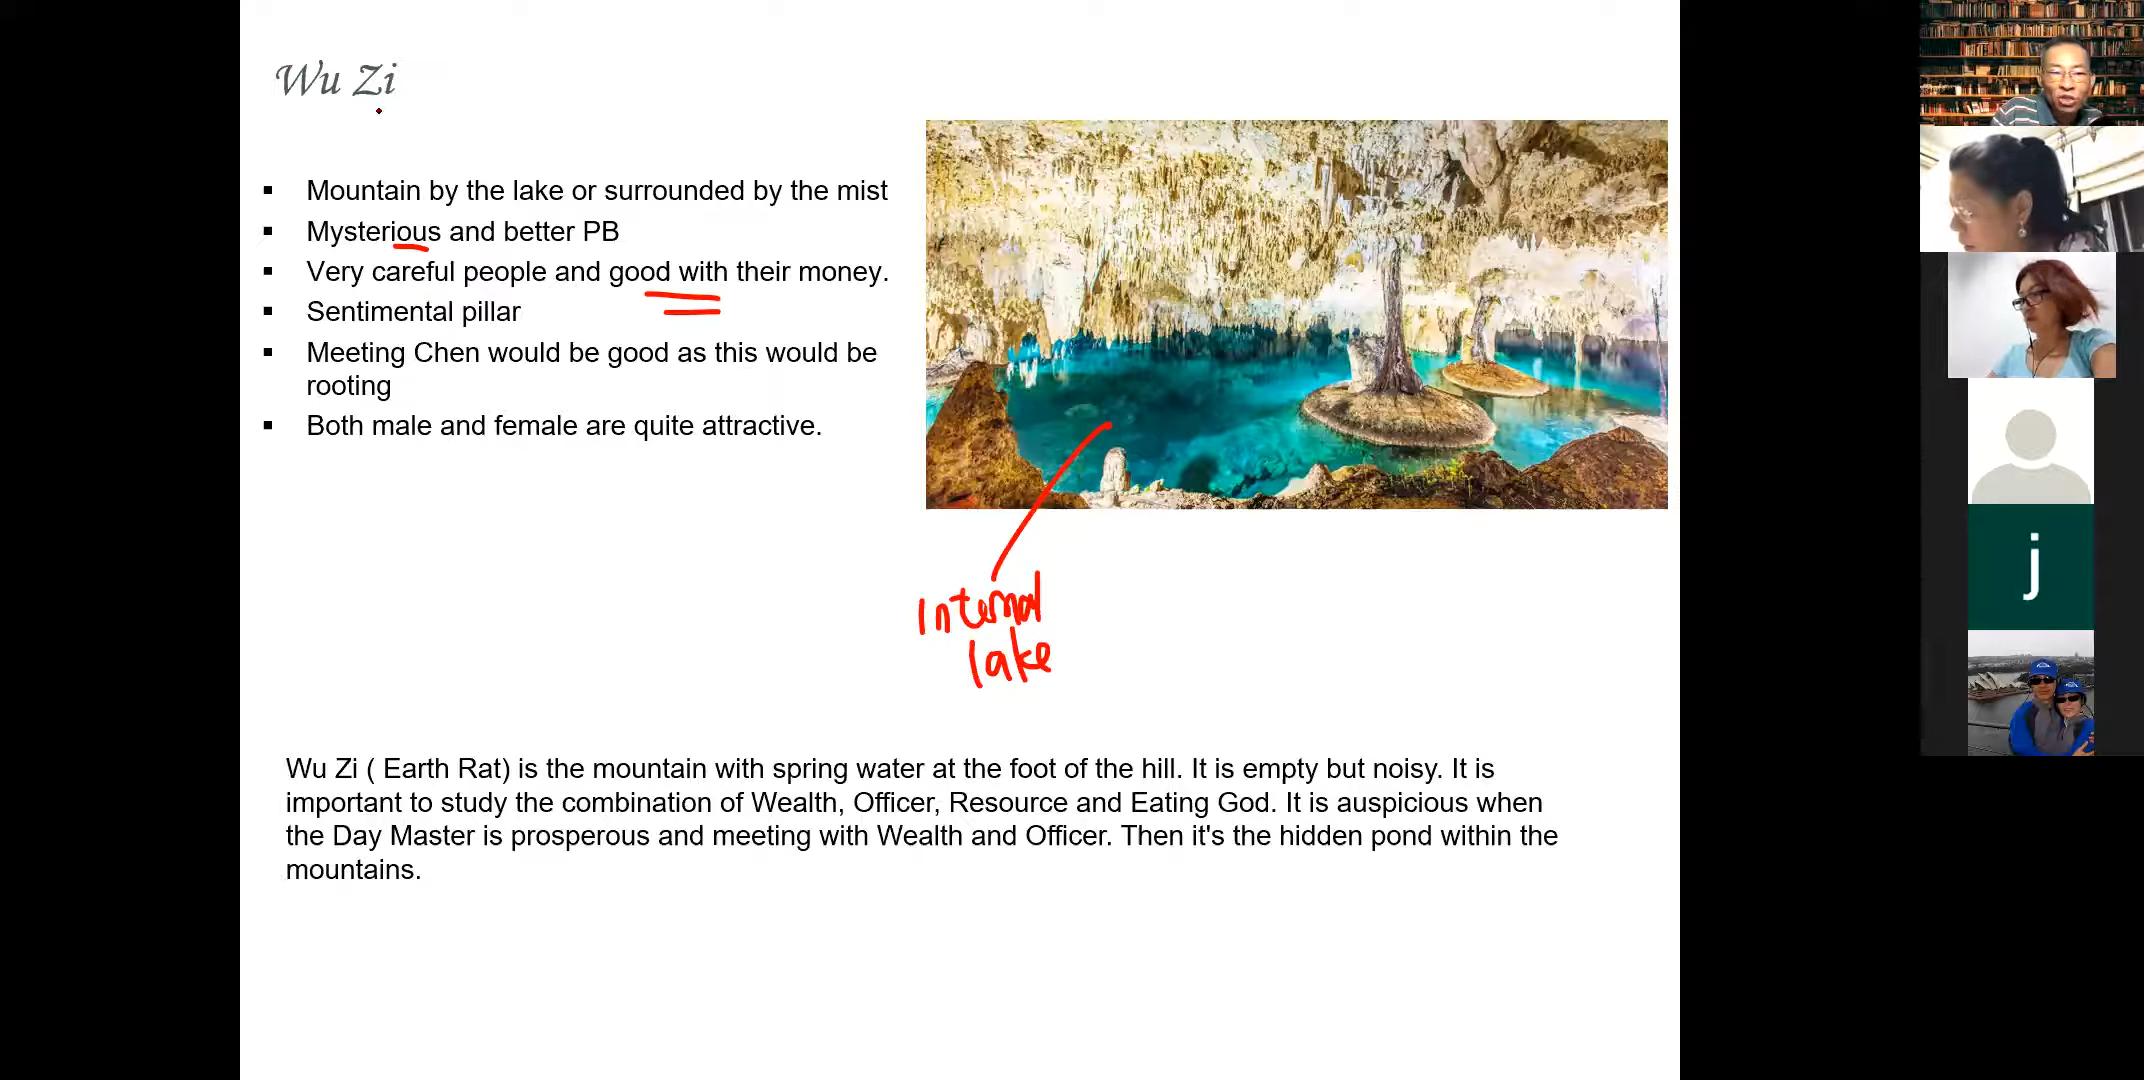 Wu Zi
Mountain by the lake or surrounded by the mist
Mysterious and better PB
Very careful people and good with their money.
Sentimental pillar
Meeting Chen would be good as this would be
rooting
Both male and female are quite attractive.
Internal
lake
Wu Zi ( Earth Rat) is the mountain with spring water at the foot of the hill. It is empty but noisy. It is
important to study the combination of Wealth, Officer, Resource and Eating God. It is auspicious when
the Day Master is prosperous and meeting with Wealth and Officer. Then it's the hidden pond within the
mountains.
j